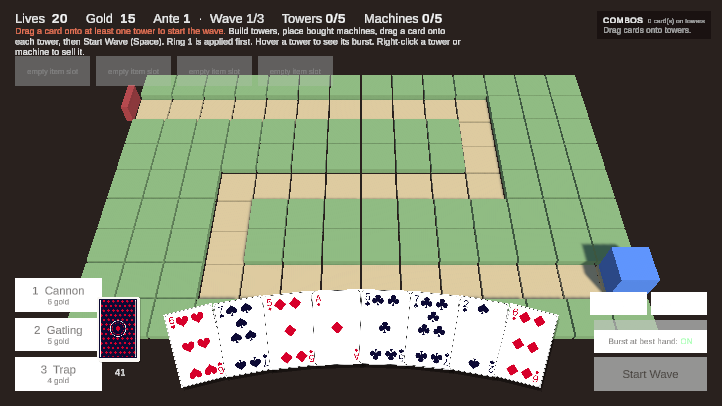 Lives 20 Gold 15 Ante 1 · Wave 1/3 Towers 0/5 Machines 0/5
Drag a card onto at least one tower to start the wave. Build towers, place bought machines, drag a card onto
each tower, then Start Wave (Space). Ring 1 is applied first. Hover a tower to see its burst. Right-click a tower or
machine to sell it.
COMBOS 0 card(s) on towers
Drag cards onto towers.
empty item slot empty item slot empty item slot empty item slot
1 Cannon
6 gold
2 Gatling
5 gold
3 Trap
4 gold
41
Burst at best hand: ON
Start Wave